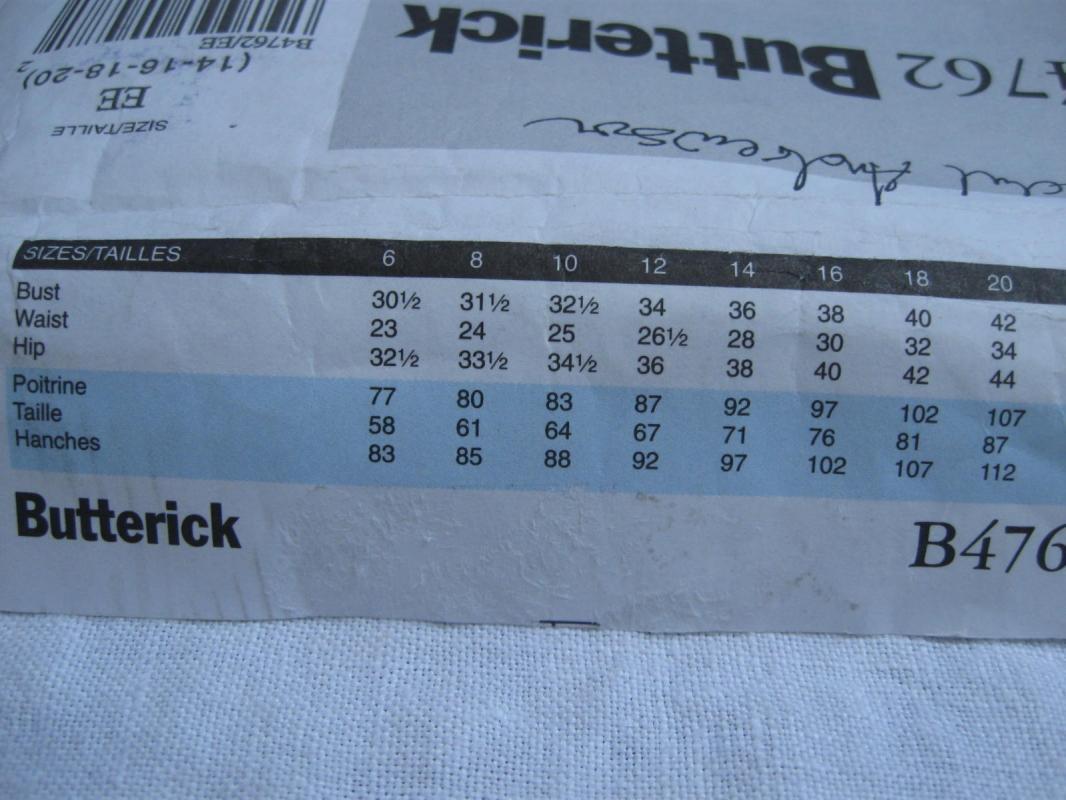 B4762/EE
(14-16-18-20)
EE
SIZE/TAILLE
4762 Butterick
SIZES/TAILLES 6 8 10 12 14 16 18 20
Bust 30½ 31½ 32½ 34 36 38 40 42
Waist 23 24 25 26½ 28 30 32 34
Hip 32½ 33½ 34½ 36 38 40 42 44
Poitrine 77 80 83 87 92 97 102 107
Taille 58 61 64 67 71 76 81 87
Hanches 83 85 88 92 97 102 107 112
Butterick B476